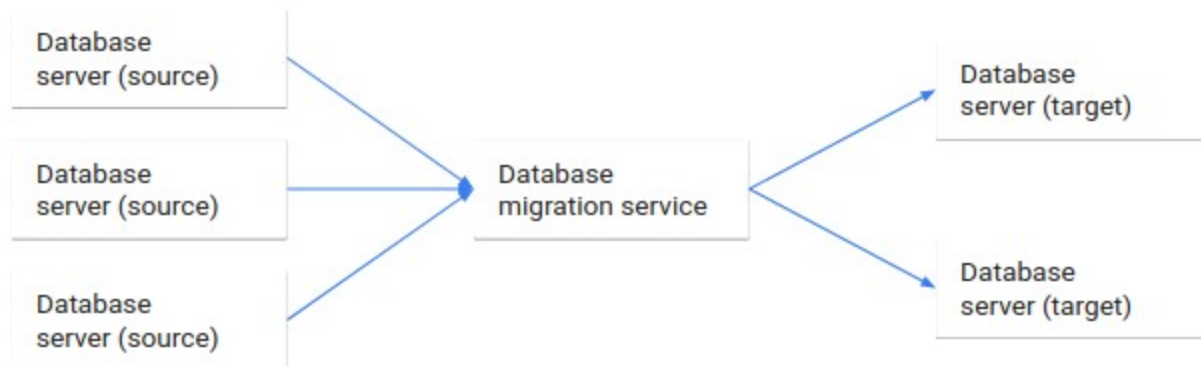 Database
server (source)
Database
server (source)
Database
server (source)
Database
migration service
Database
server (target)
Database
server (target)